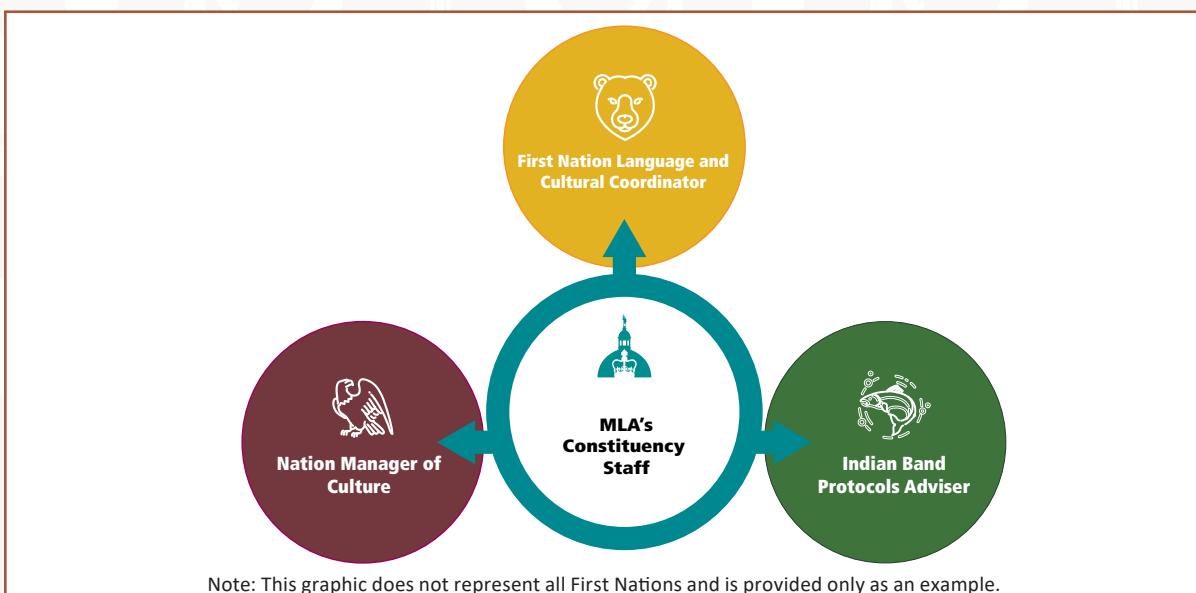 First Nation Language and
Cultural Coordinator
MLA’s
Constituency
Staff
Nation Manager of
Culture
Indian Band
Protocols Adviser
Note: This graphic does not represent all First Nations and is provided only as an example.